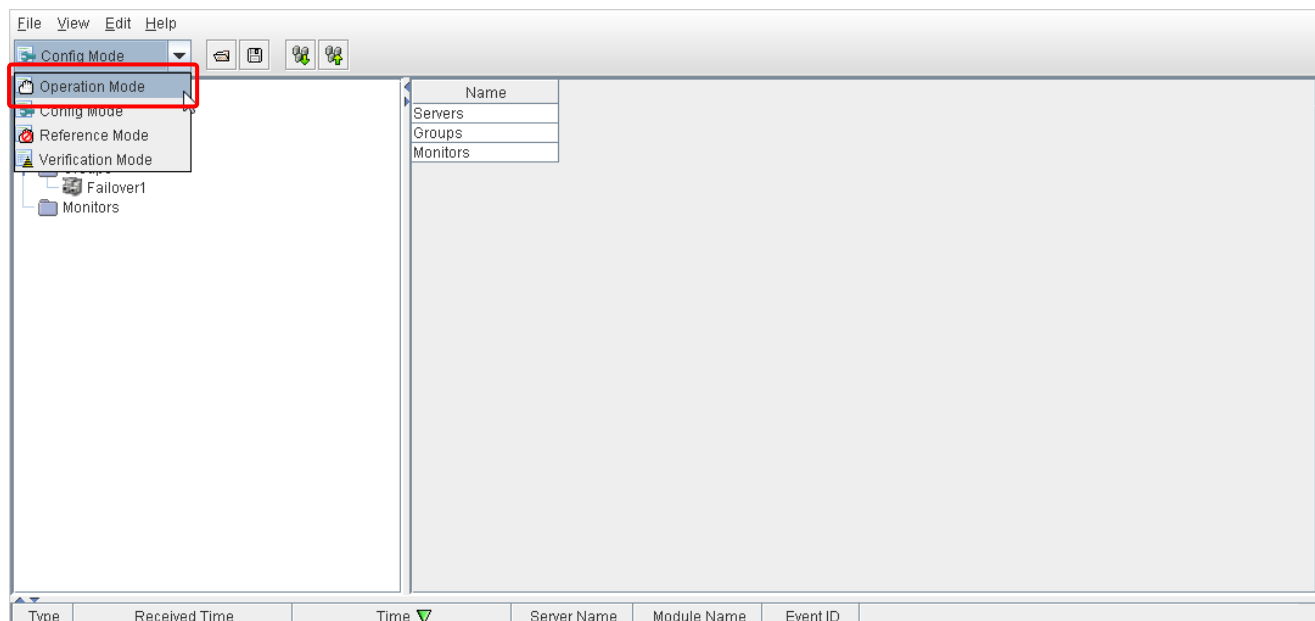 File View Edit Help
Config Mode
Operation Mode
Config Mode
Reference Mode
Verification Mode
Groups
Failover1
Monitors
Name
Servers
Groups
Monitors
Type Received Time Time Server Name Module Name Event ID